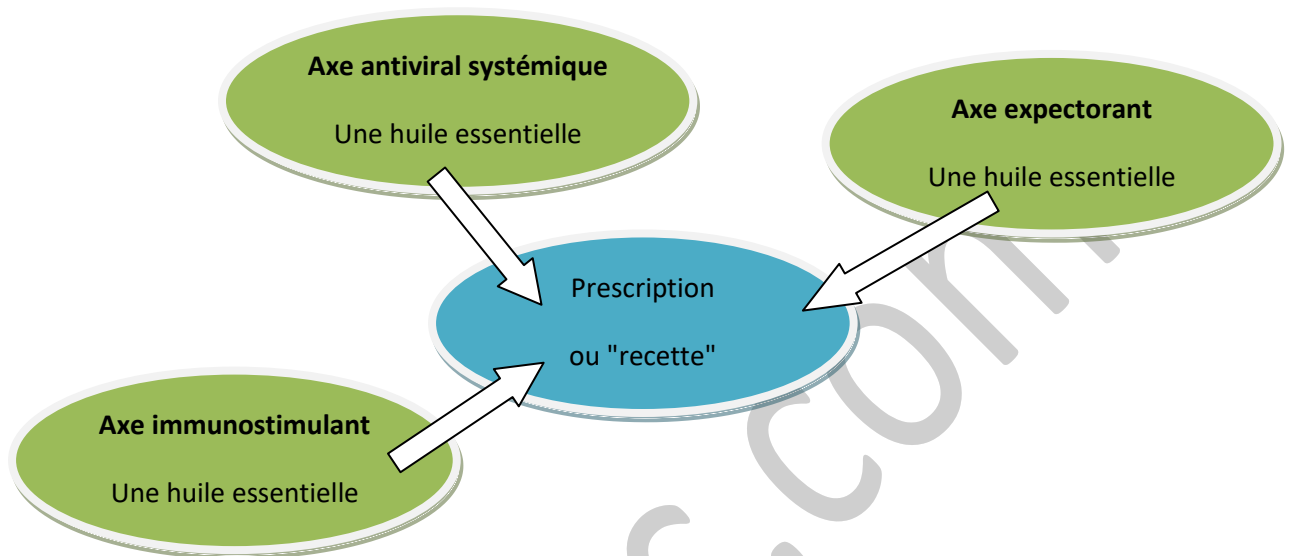 Axe antiviral systémique
Une huile essentielle
Axe expectorant
Une huile essentielle
Prescription
ou "recette"
Axe immunostimulant
Une huile essentielle